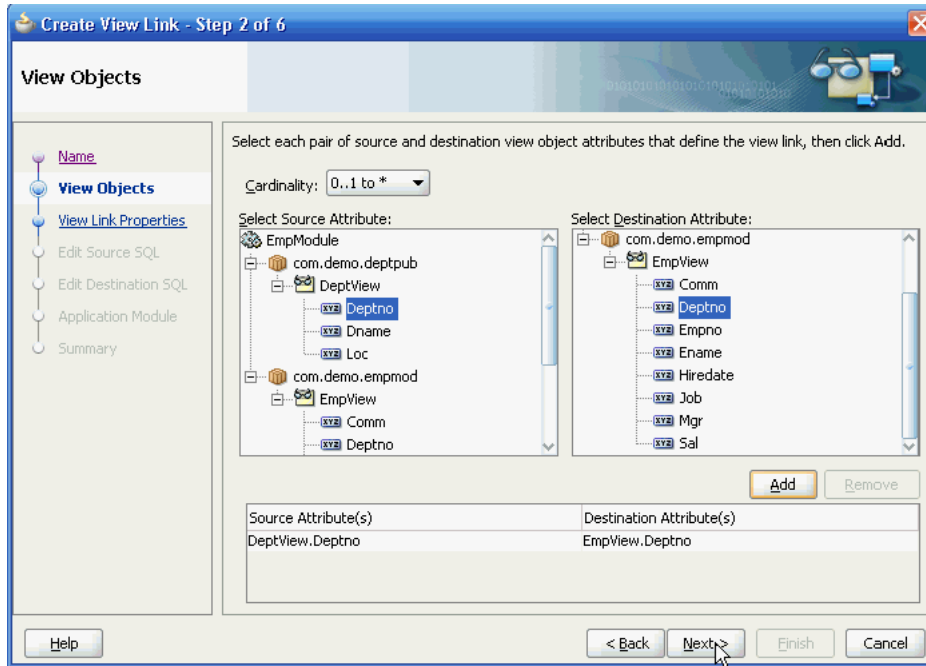 Create View Link - Step 2 of 6
View Objects
Name
View Objects
View Link Properties
Edit Source SQL
Edit Destination SQL
Application Module
Summary
Select each pair of source and destination view object attributes that define the view link, then click Add.
Cardinality: 0..1 to *
Select Source Attribute:
EmpModule
com.demo.deptpub
DeptView
Deptno
Dname
Loc
com.demo.empmod
EmpView
Comm
Deptno
Select Destination Attribute:
com.demo.empmod
EmpView
Comm
Deptno
Empno
Ename
Hiredate
Job
Mgr
Sal
Add Remove
Source Attribute(s) Destination Attribute(s)
DeptView.Deptno EmpView.Deptno
Help < Back Next > Finish Cancel